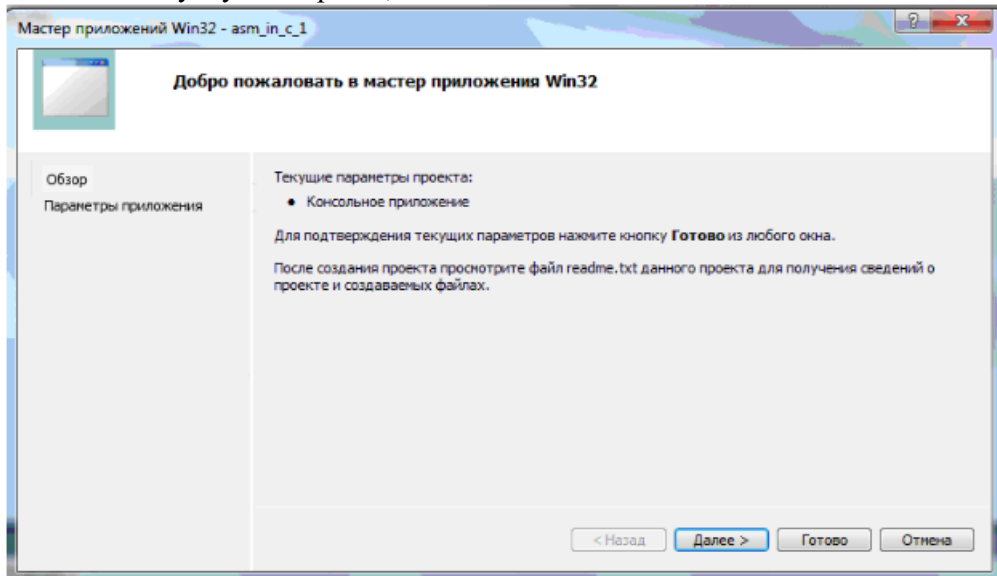 Мастер приложений Win32 - asm_in_c_1
Добро пожаловать в мастер приложения Win32
Обзор
Параметры приложения
Текущие параметры проекта:
• Консольное приложение
Для подтверждения текущих параметров нажмите кнопку Готово из любого окна.
После создания проекта просмотрите файл readme.txt данного проекта для получения сведений о
проекте и создаваемых файлах.
< Назад Далее > Готово Отмена